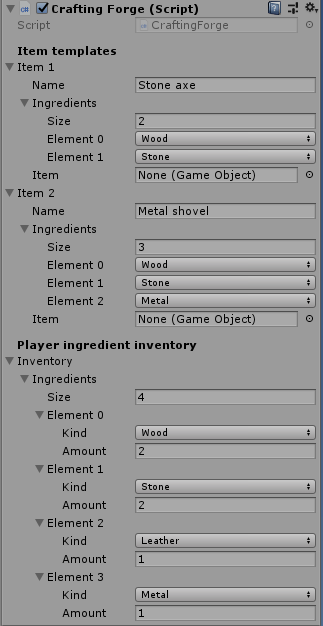 Crafting Forge (Script)
Script CraftingForge
Item templates
Item 1
Name Stone axe
Ingredients
Size 2
Element 0 Wood
Element 1 Stone
Item None (Game Object)
Item 2
Name Metal shovel
Ingredients
Size 3
Element 0 Wood
Element 1 Stone
Element 2 Metal
Item None (Game Object)
Player ingredient inventory
Inventory
Ingredients
Size 4
Element 0
Kind Wood
Amount 2
Element 1
Kind Stone
Amount 2
Element 2
Kind Leather
Amount 1
Element 3
Kind Metal
Amount 1